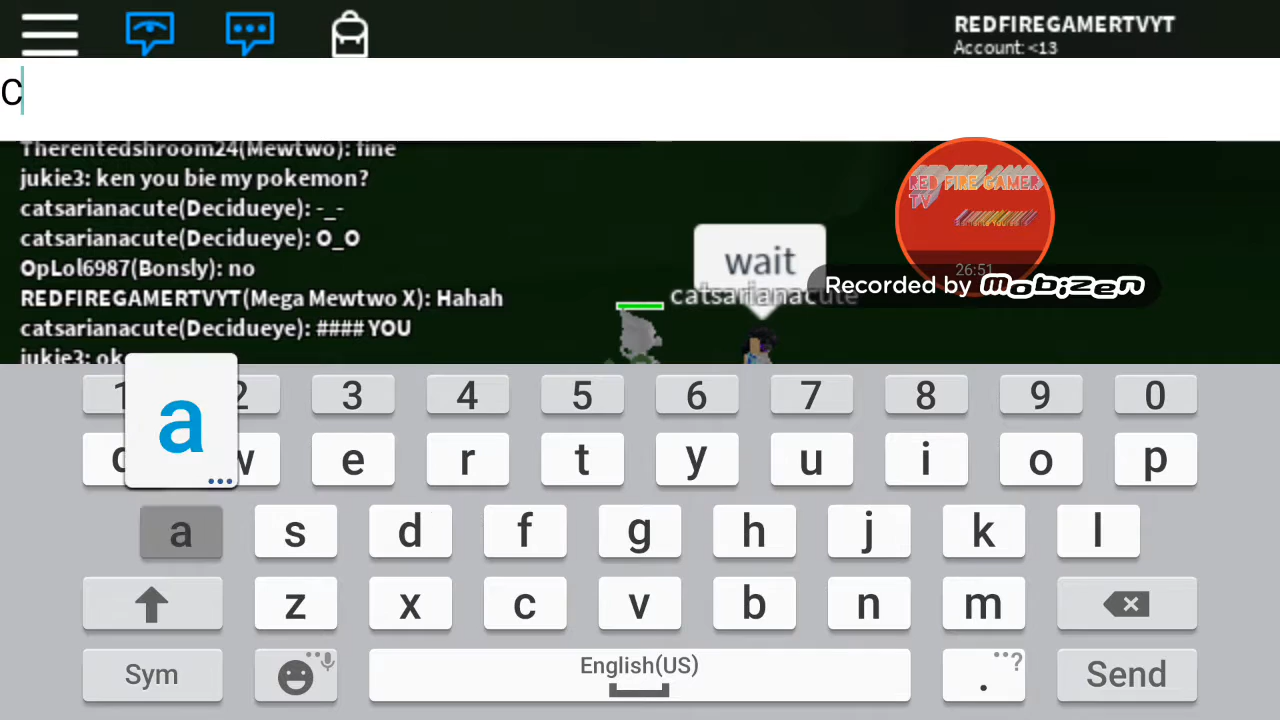 REDFIREGAMERTVYT
Account: <13
C
Therentedshroom24(Mewtwo): fine
jukie3: ken you bie my pokemon?
catsarianacute(Decidueye): -_-
catsarianacute(Decidueye): O_O
OpLol6987(Bonsly): no
REDFIREGAMERTVYT(Mega Mewtwo X): Hahah
catsarianacute(Decidueye): #### YOU
jukie3: ok
wait
catsarianacute
RED FIRE GAMER
TV
26:51
Recorded by mobizen
a
1 2 3 4 5 6 7 8 9 0
q w e r t y u i o p
a s d f g h j k l
z x c v b n m
Sym English(US) . ? Send